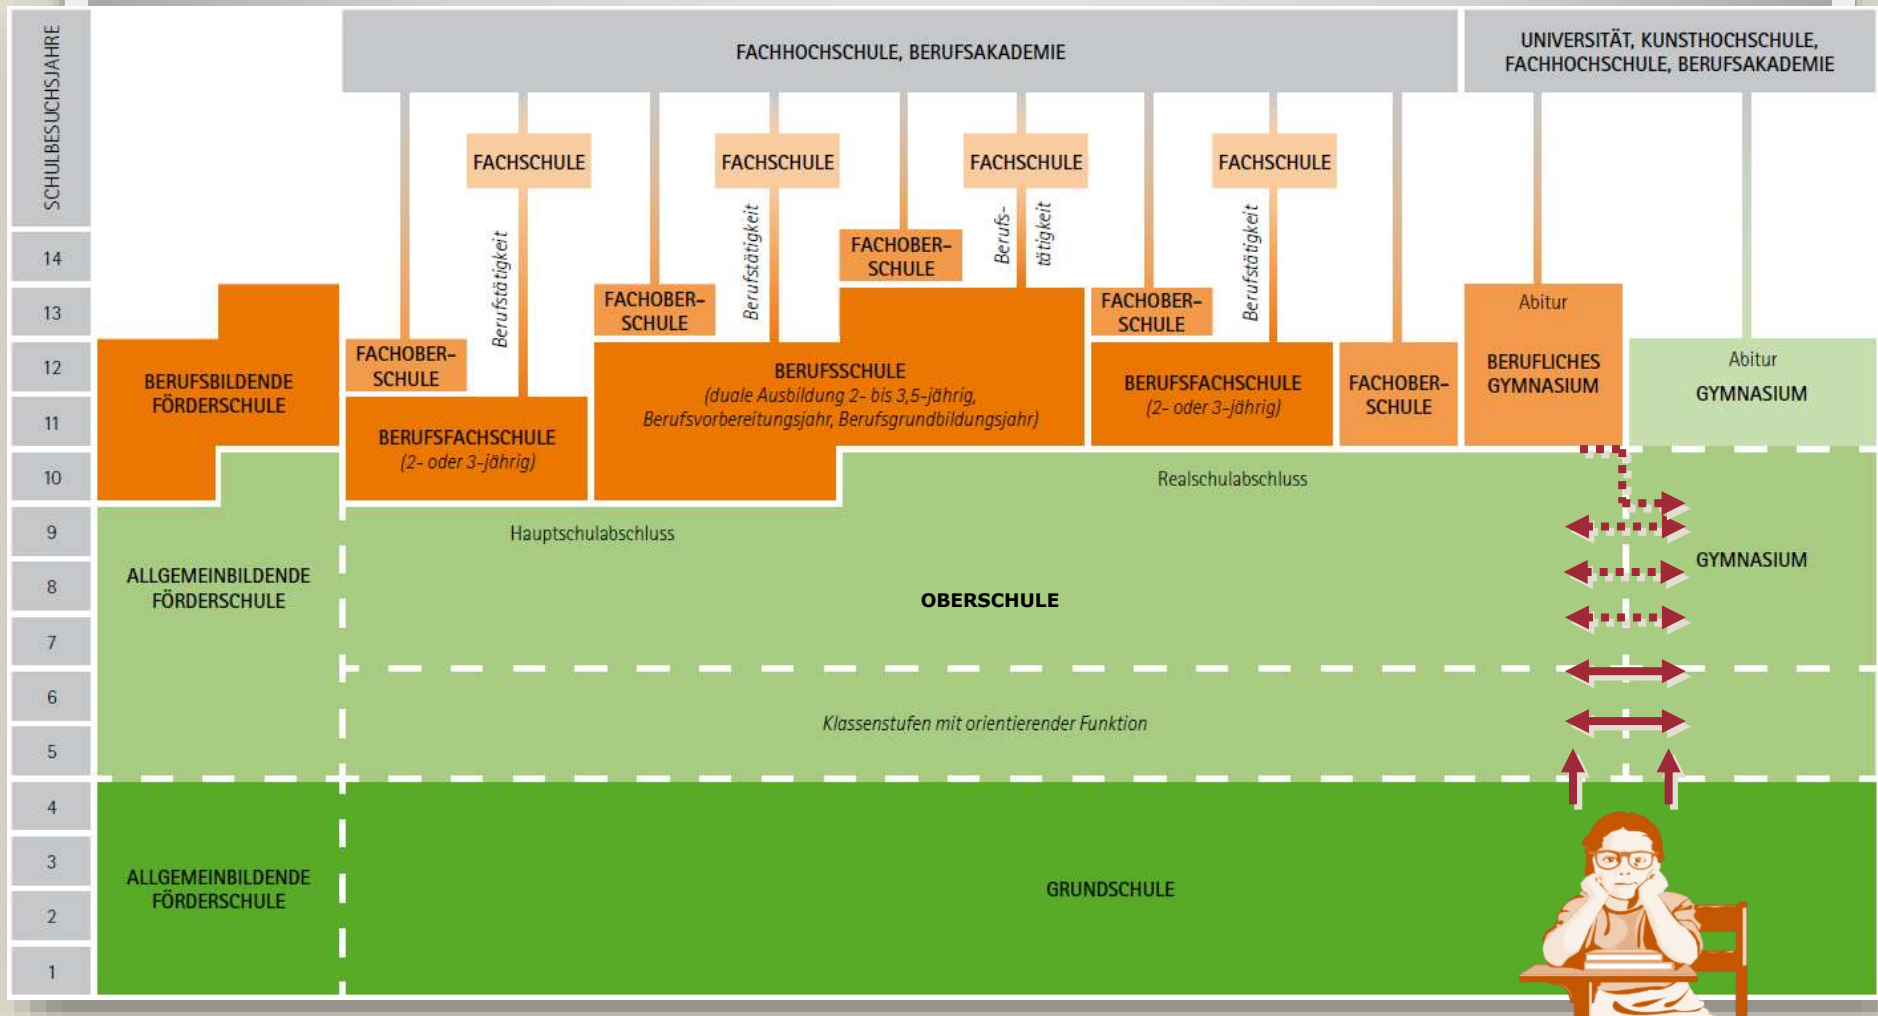 SCHULBESUCHSJAHRE
FACHHOCHSCHULE, BERUFSAKADEMIE
UNIVERSITÄT, KUNSTHOCHSCHULE,
FACHHOCHSCHULE, BERUFSAKADEMIE
FACHSCHULE
FACHSCHULE
FACHSCHULE
FACHSCHULE
Berufstätigkeit
Berufstätigkeit
Berufs-
tätigkeit
Berufstätigkeit
14
FACHOBER-
SCHULE
13
FACHOBER-
SCHULE
FACHOBER-
SCHULE
Abitur
BERUFLICHES
GYMNASIUM
12
BERUFSBILDENDE
FÖRDERSCHULE
FACHOBER-
SCHULE
BERUFSSCHULE
(duale Ausbildung 2- bis 3,5-jährig,
Berufsvorbereitungsjahr, Berufsgrundbildungsjahr)
BERUFSFACHSCHULE
(2- oder 3-jährig)
FACHOBER-
SCHULE
Abitur
GYMNASIUM
11
BERUFSFACHSCHULE
(2- oder 3-jährig)
10
Realschulabschluss
9
Hauptschulabschluss
GYMNASIUM
8
ALLGEMEINBILDENDE
FÖRDERSCHULE
OBERSCHULE
7
6
Klassenstufen mit orientierender Funktion
5
4
3
ALLGEMEINBILDENDE
FÖRDERSCHULE
GRUNDSCHULE
2
1